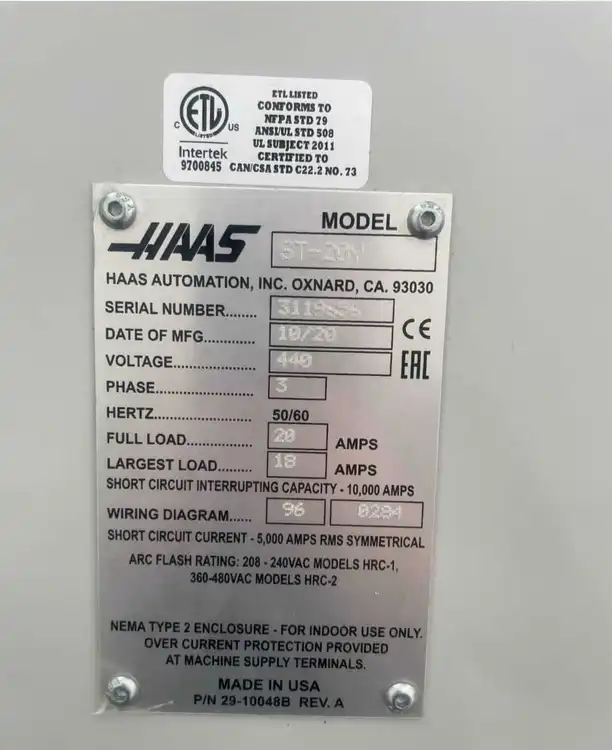 ETL LISTED
CONFORMS TO
NFPA STD 79
ANSI/UL STD 508
UL SUBJECT 2011
CERTIFIED TO
CAN/CSA STD C22.2 NO. 73
C ETL US
LISTED
Intertek
9700845
HAAS
MODEL
HAAS AUTOMATION, INC. OXNARD, CA. 93030
SERIAL NUMBER........
DATE OF MFG............. 10/20
CE
VOLTAGE................... 440
EAC
PHASE....................... 3
HERTZ....................... 50/60
FULL LOAD................ 20 AMPS
LARGEST LOAD........ 18 AMPS
SHORT CIRCUIT INTERRUPTING CAPACITY - 10,000 AMPS
WIRING DIAGRAM...... 96 0284
SHORT CIRCUIT CURRENT - 5,000 AMPS RMS SYMMETRICAL
ARC FLASH RATING: 208 - 240VAC MODELS HRC-1,
360-480VAC MODELS HRC-2
NEMA TYPE 2 ENCLOSURE - FOR INDOOR USE ONLY.
OVER CURRENT PROTECTION PROVIDED
AT MACHINE SUPPLY TERMINALS.
MADE IN USA
P/N 29-10048B REV. A